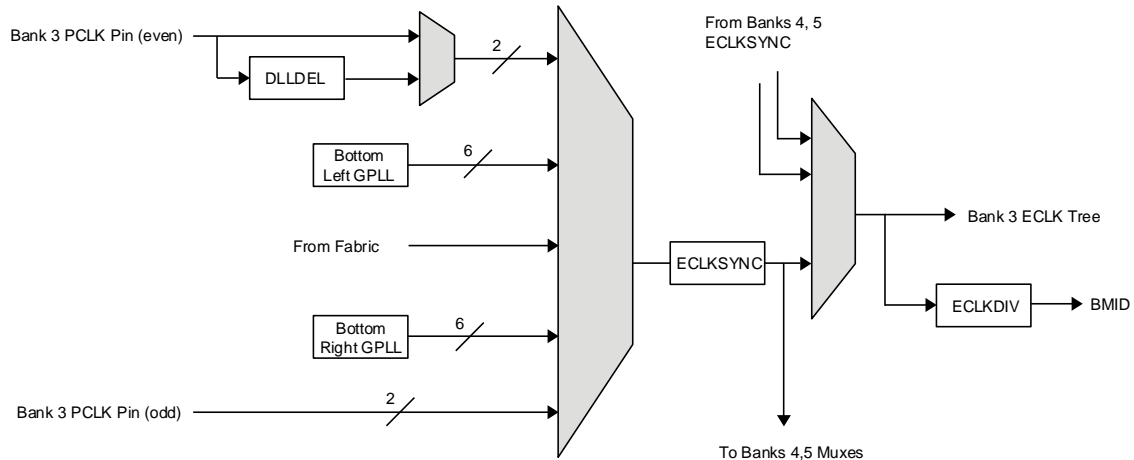 Bank 3 PCLK Pin (even)
DLLDEL
2
From Banks 4, 5
ECLKSYNC
Bottom
Left GPLL
6
From Fabric
ECLKSYNC
Bank 3 ECLK Tree
ECLKDIV
BMID
Bottom
Right GPLL
6
Bank 3 PCLK Pin (odd)
2
To Banks 4,5 Muxes